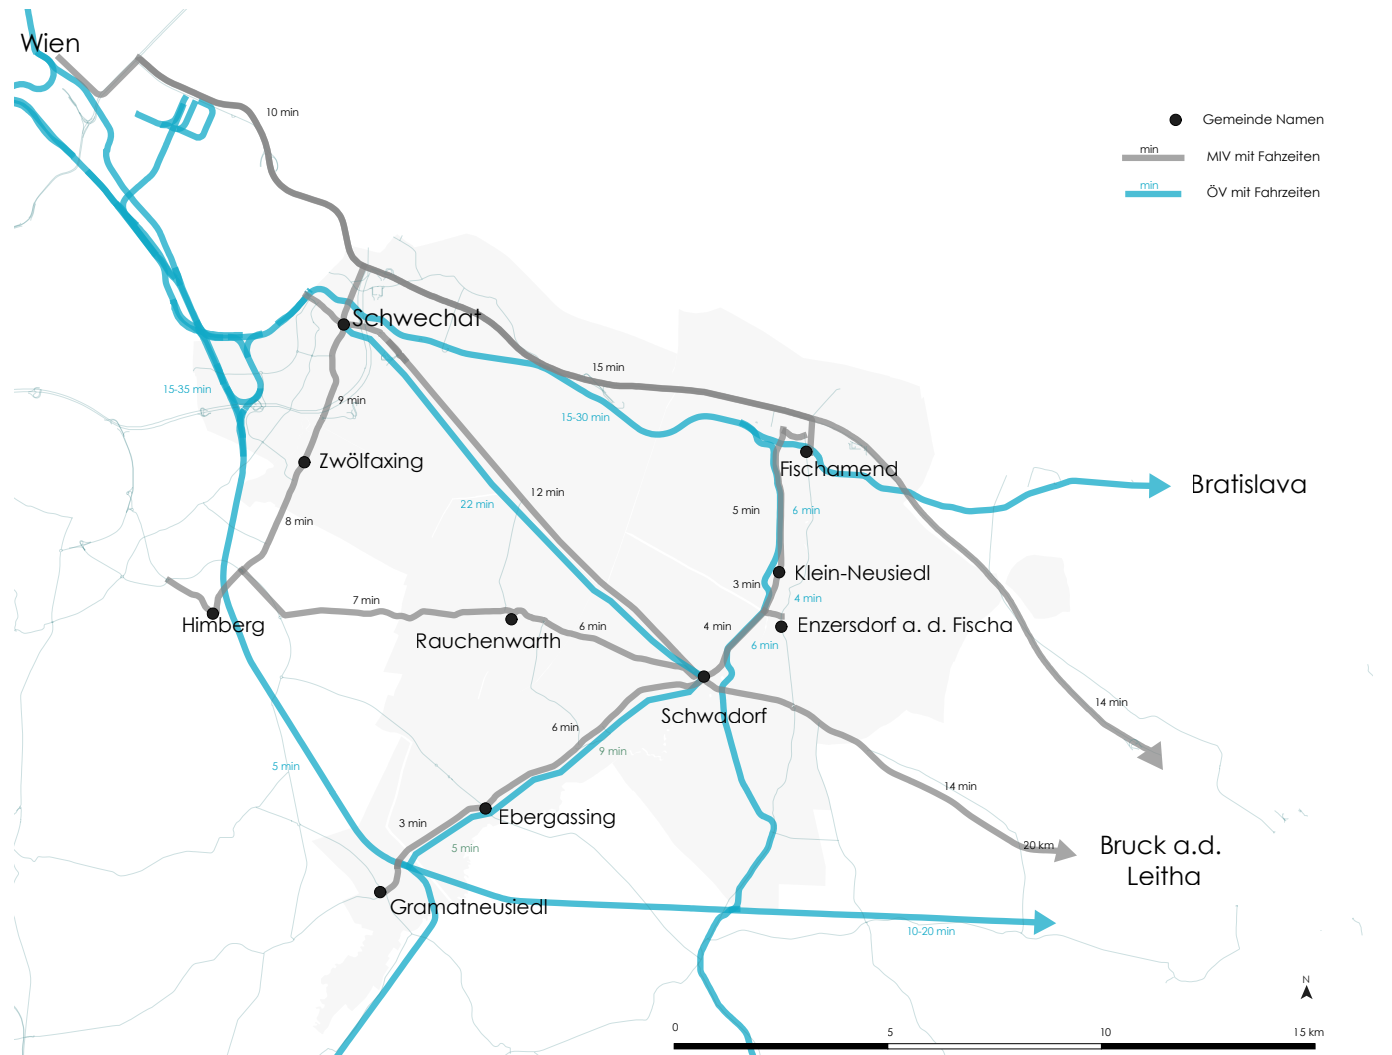 Wien
10 min
Gemeinde Namen
min
MIV mit Fahzeiten
min
ÖV mit Fahrzeiten
Schwechat
15 min
15-35 min
9 min
15-30 min
Zwölfaxing
Fischamend
Bratislava
12 min
22 min
5 min
6 min
8 min
Klein-Neusiedl
3 min
4 min
7 min
Himberg
Rauchenwarth
6 min
4 min
Enzersdorf a. d. Fischa
6 min
Schwadorf
14 min
6 min
9 min
5 min
14 min
3 min
Ebergassing
5 min
20 km
Bruck a.d.
Leitha
Gramatneusiedl
10-20 min
N
0
5
10
15 km